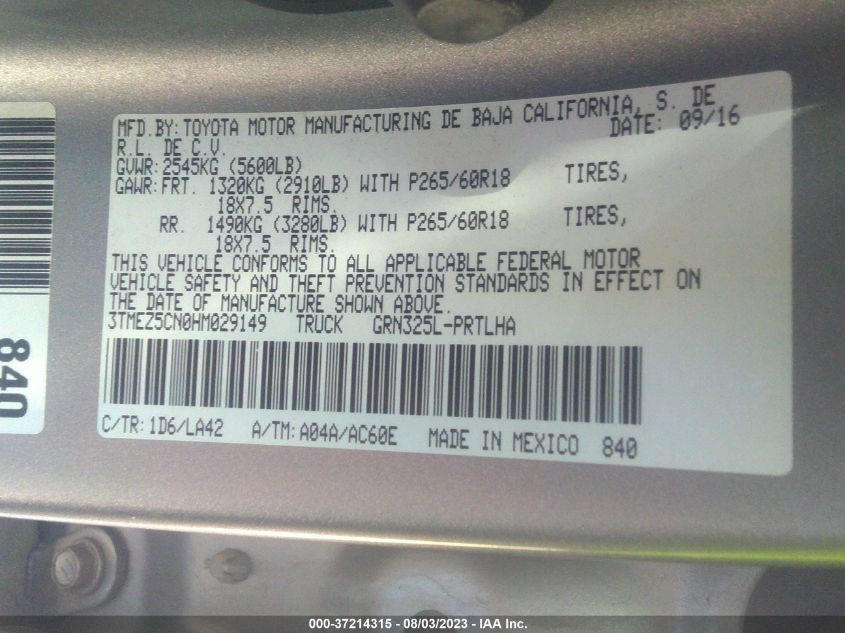 MFD.BY: TOYOTA MOTOR MANUFACTURING DE BAJA CALIFORNIA, S. DE
R.L. DE C.V. DATE: 09/16
GVWR: 2545KG (5600LB)
GAWR: FRT. 1320KG (2910LB) WITH P265/60R18 TIRES,
18X7.5 RIMS.
RR. 1490KG (3280LB) WITH P265/60R18 TIRES,
18X7.5 RIMS.
THIS VEHICLE CONFORMS TO ALL APPLICABLE FEDERAL MOTOR
VEHICLE SAFETY AND THEFT PREVENTION STANDARDS IN EFFECT ON
THE DATE OF MANUFACTURE SHOWN ABOVE.
3TMEZ5CN0HM029149 TRUCK GRN325L-PRTLHA
C/TR: 1D6/LA42 A/TM: A04A/AC60E MADE IN MEXICO 840
840
000-37214315 - 08/03/2023 - IAA Inc.